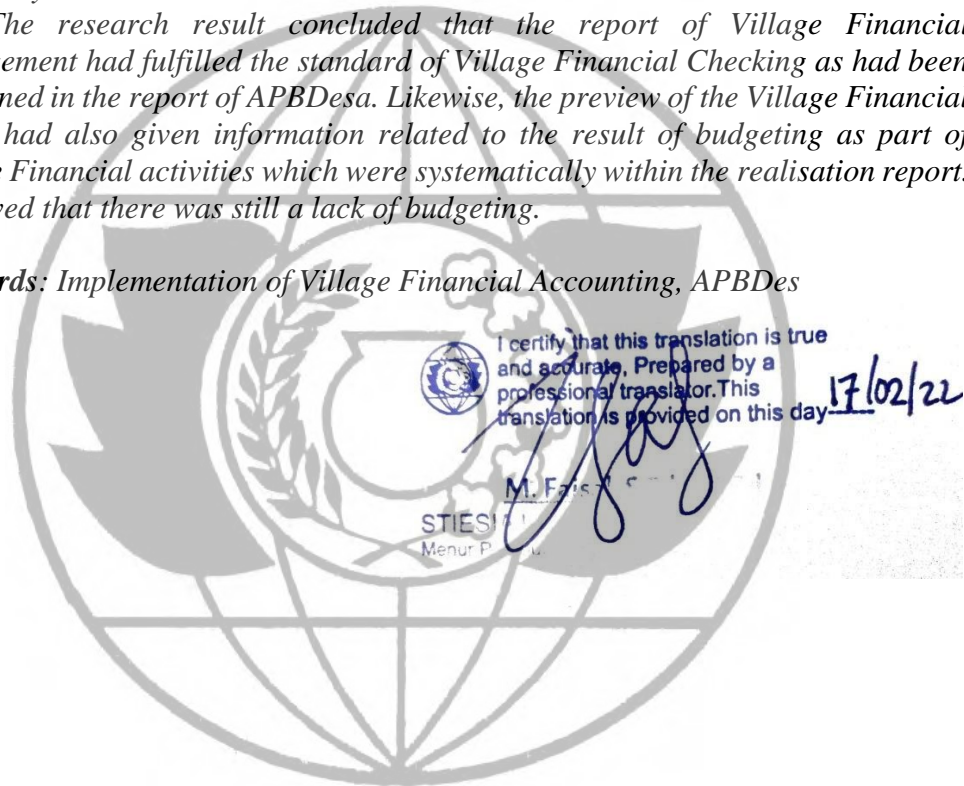 The research result concluded that the report of Village Financial
ement had fulfilled the standard of Village Financial Checking as had been
ned in the report of APBDesa. Likewise, the preview of the Village Financial
had also given information related to the result of budgeting as part of
Financial activities which were systematically within the realisation report.
ed that there was still a lack of budgeting.
rds: Implementation of Village Financial Accounting, APBDes
I certify that this translation is true
and accurate, Prepared by a
professional translator. This
translation is provided on this day 17/02/22
M. Fais
STIESI
Menur P